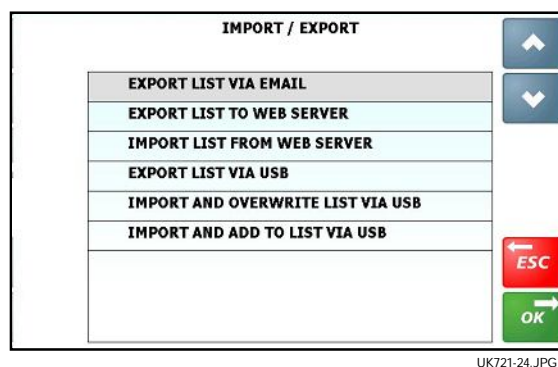 IMPORT / EXPORT
EXPORT LIST VIA EMAIL
EXPORT LIST TO WEB SERVER
IMPORT LIST FROM WEB SERVER
EXPORT LIST VIA USB
IMPORT AND OVERWRITE LIST VIA USB
IMPORT AND ADD TO LIST VIA USB
ESC
OK
UK721-24.JPG